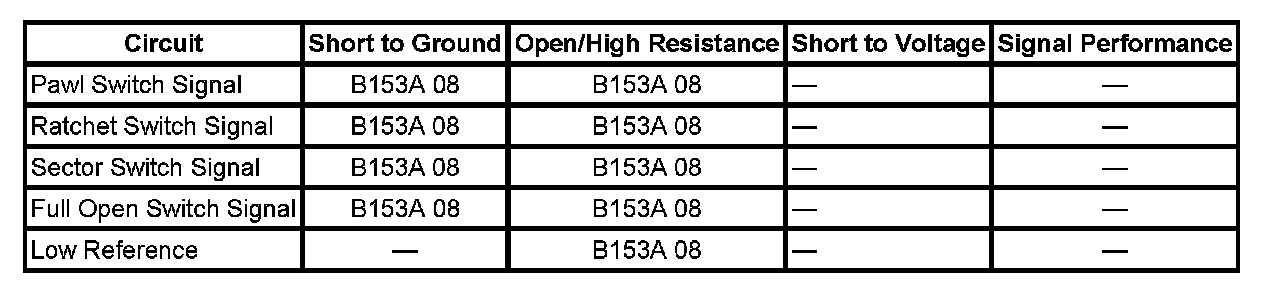 Circuit Short to Ground Open/High Resistance Short to Voltage Signal Performance
Pawl Switch Signal B153A 08 B153A 08 — —
Ratchet Switch Signal B153A 08 B153A 08 — —
Sector Switch Signal B153A 08 B153A 08 — —
Full Open Switch Signal B153A 08 B153A 08 — —
Low Reference — B153A 08 — —